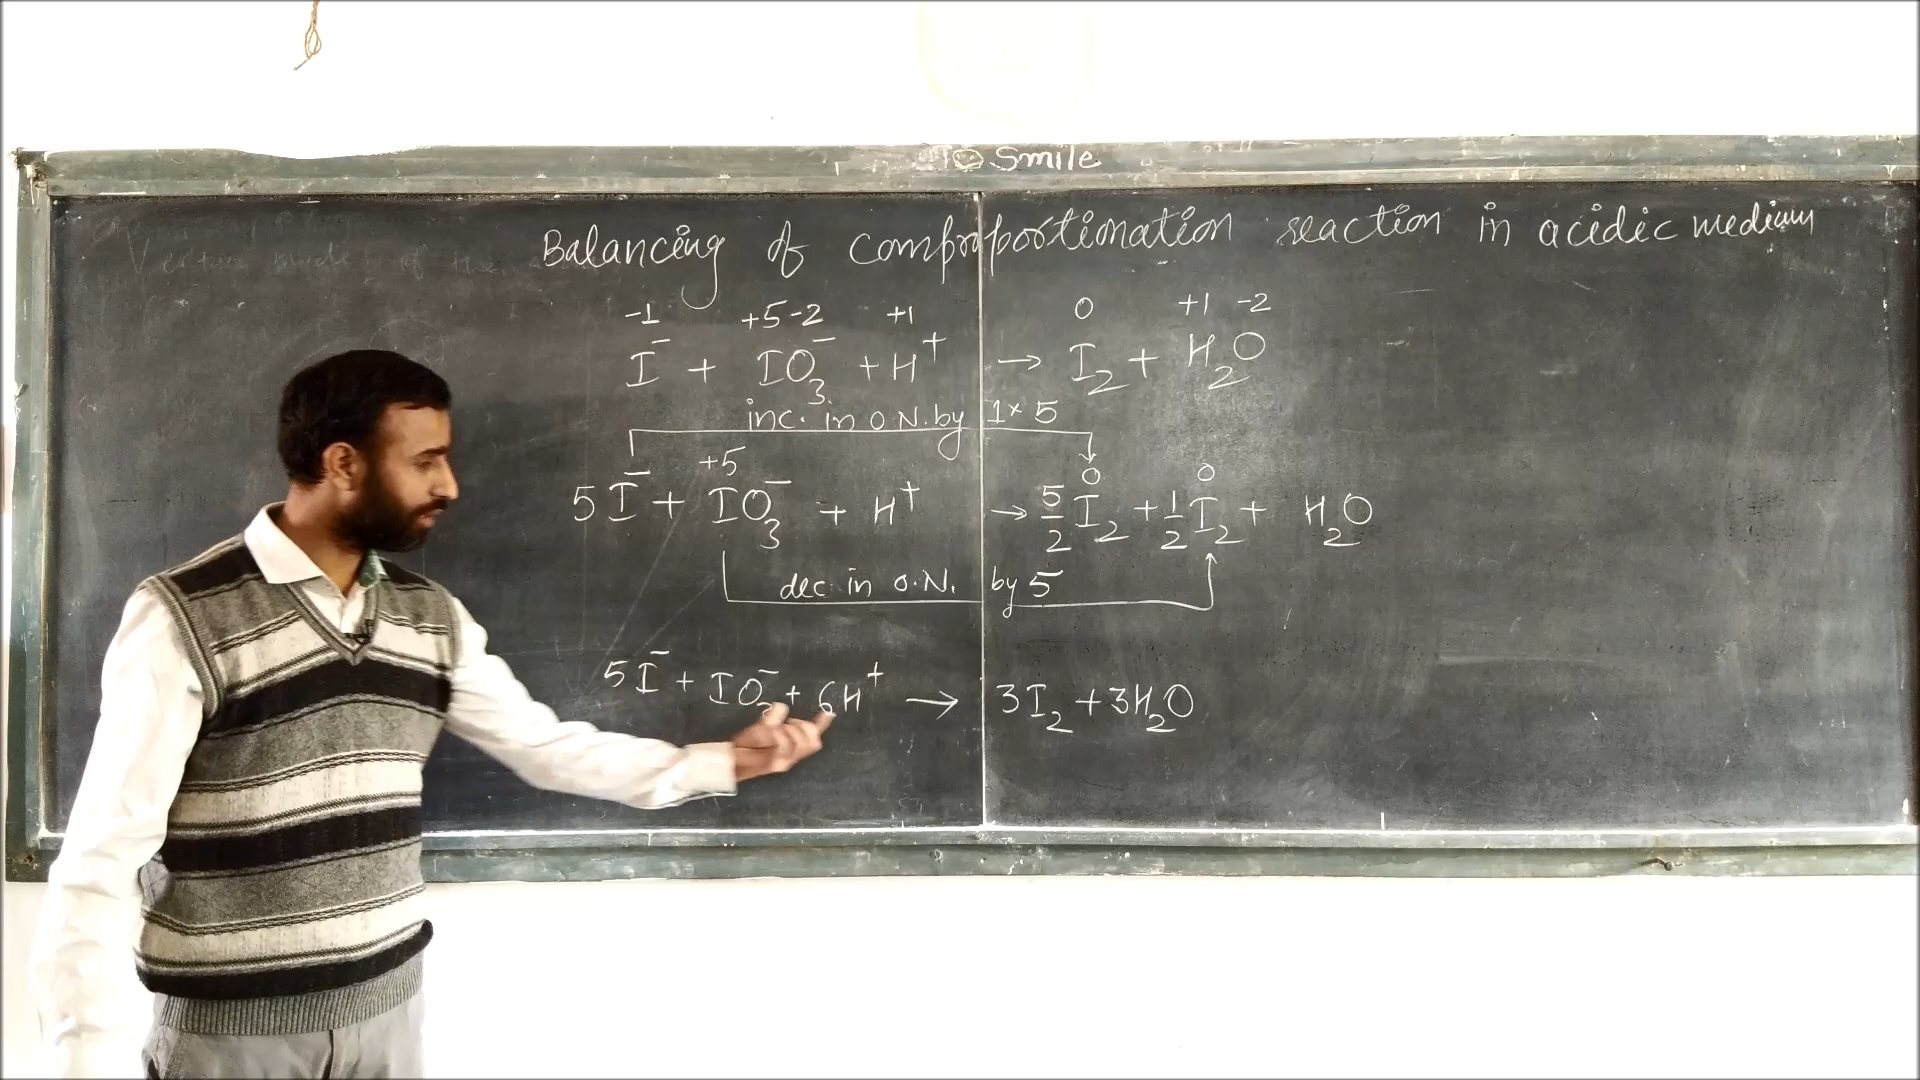 Smile
Balancing of comproportionation reaction in acidic medium
-1 +5 -2 +1 0 +1 -2
I⁻ + IO₃⁻ + H⁺ → I₂ + H₂O
inc. in O.N. by 1 × 5
+5 0 0
5I⁻ + IO₃⁻ + H⁺ → 5/2 I₂ + 1/2 I₂ + H₂O
dec. in O.N. by 5
5I⁻ + IO₃⁻ + 6H⁺ → 3I₂ + 3H₂O